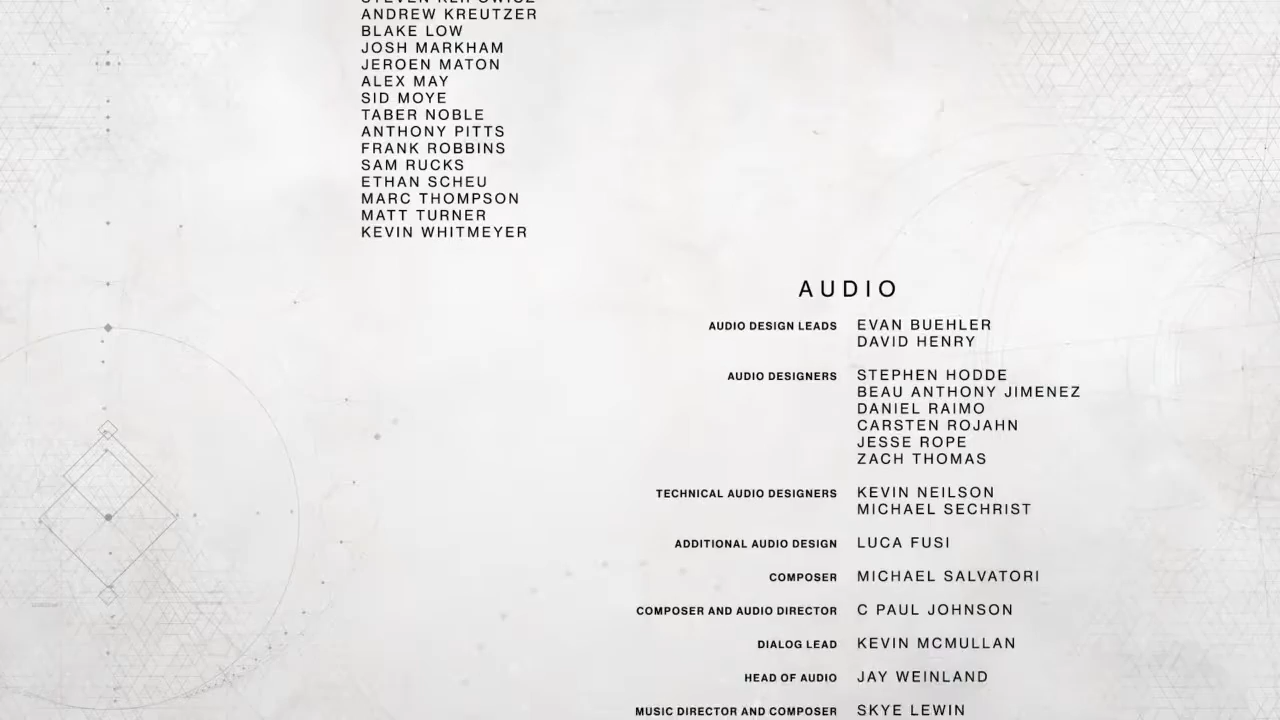 ANDREW KREUTZER
BLAKE LOW
JOSH MARKHAM
JEROEN MATON
ALEX MAY
SID MOYE
TABER NOBLE
ANTHONY PITTS
FRANK ROBBINS
SAM RUCKS
ETHAN SCHEU
MARC THOMPSON
MATT TURNER
KEVIN WHITMEYER
AUDIO
AUDIO DESIGN LEADS EVAN BUEHLER
DAVID HENRY
AUDIO DESIGNERS STEPHEN HODDE
BEAU ANTHONY JIMENEZ
DANIEL RAIMO
CARSTEN ROJAHN
JESSE ROPE
ZACH THOMAS
TECHNICAL AUDIO DESIGNERS KEVIN NEILSON
MICHAEL SECHRIST
ADDITIONAL AUDIO DESIGN LUCA FUSI
COMPOSER MICHAEL SALVATORI
COMPOSER AND AUDIO DIRECTOR C PAUL JOHNSON
DIALOG LEAD KEVIN MCMULLAN
HEAD OF AUDIO JAY WEINLAND
MUSIC DIRECTOR AND COMPOSER SKYE LEWIN